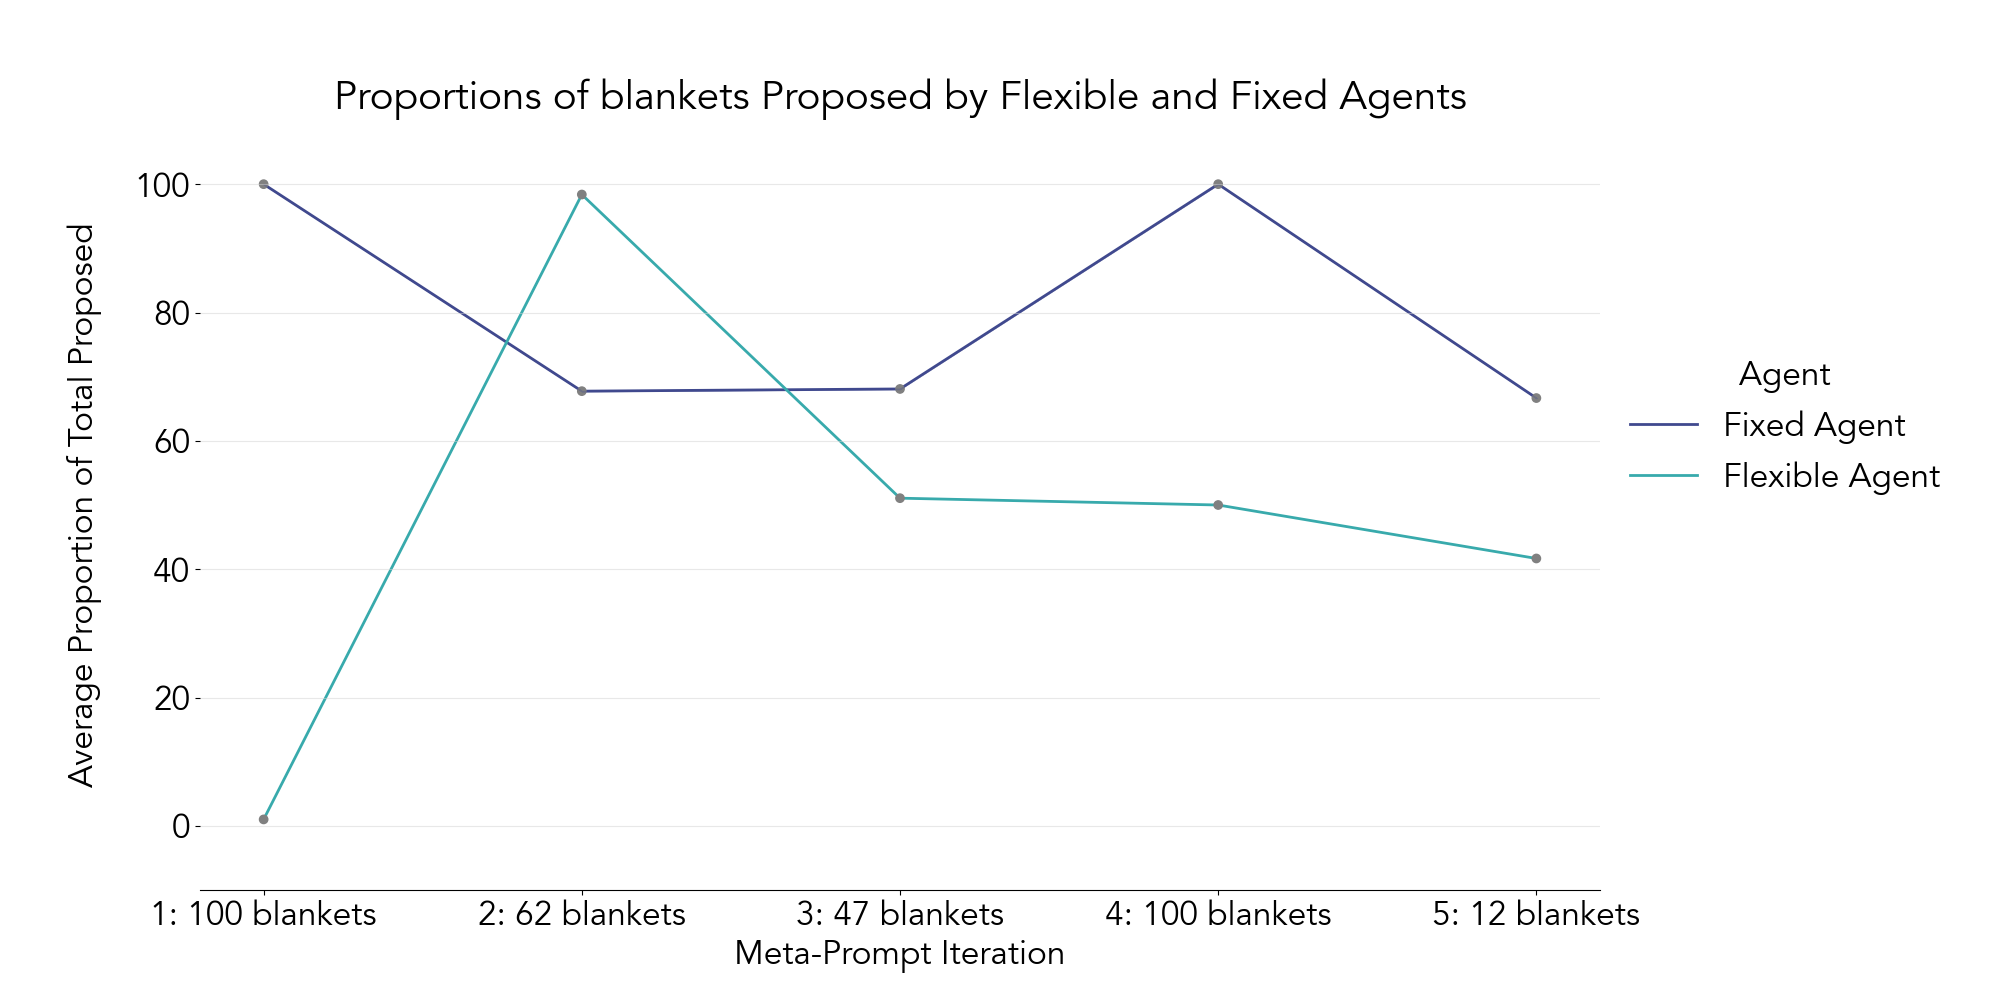 Proportions of blankets Proposed by Flexible and Fixed Agents
Average Proportion of Total Proposed
100
80
60
40
20
0
1: 100 blankets
2: 62 blankets
3: 47 blankets
4: 100 blankets
5: 12 blankets
Meta-Prompt Iteration
Agent
Fixed Agent
Flexible Agent